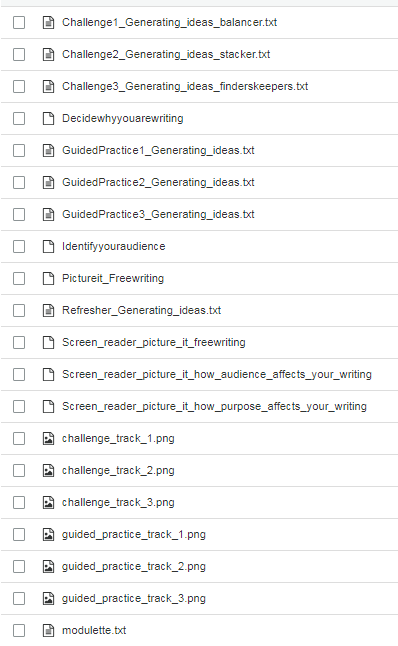 Challenge1_Generating_ideas_balancer.txt
Challenge2_Generating_ideas_stacker.txt
Challenge3_Generating_ideas_finderskeepers.txt
Decidewhyyouarewriting
GuidedPractice1_Generating_ideas.txt
GuidedPractice2_Generating_ideas.txt
GuidedPractice3_Generating_ideas.txt
Identifyyouraudience
Pictureit_Freewriting
Refresher_Generating_ideas.txt
Screen_reader_picture_it_freewriting
Screen_reader_picture_it_how_audience_affects_your_writing
Screen_reader_picture_it_how_purpose_affects_your_writing
challenge_track_1.png
challenge_track_2.png
challenge_track_3.png
guided_practice_track_1.png
guided_practice_track_2.png
guided_practice_track_3.png
modulette.txt